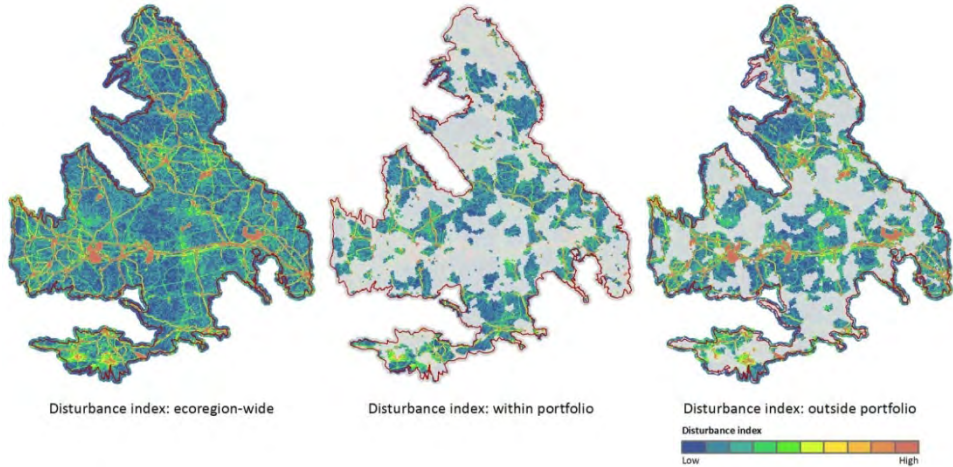 Disturbance index: ecoregion-wide
Disturbance index: within portfolio
Disturbance index: outside portfolio
Disturbance index
Low
High